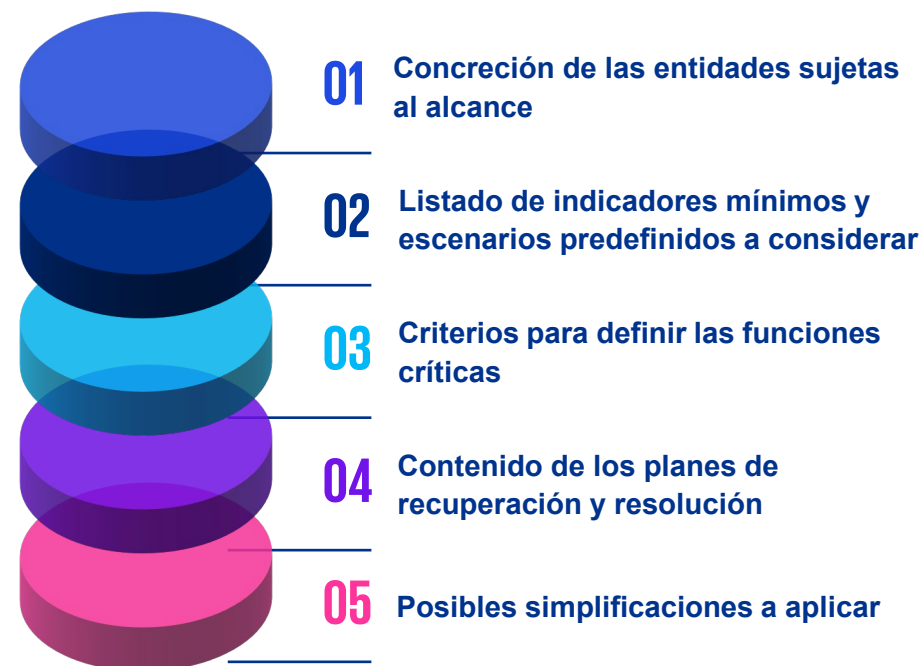 01
Concreción de las entidades sujetas
al alcance
02
Listado de indicadores mínimos y
escenarios predefinidos a considerar
03
Criterios para definir las funciones
críticas
04
Contenido de los planes de
recuperación y resolución
05
Posibles simplificaciones a aplicar